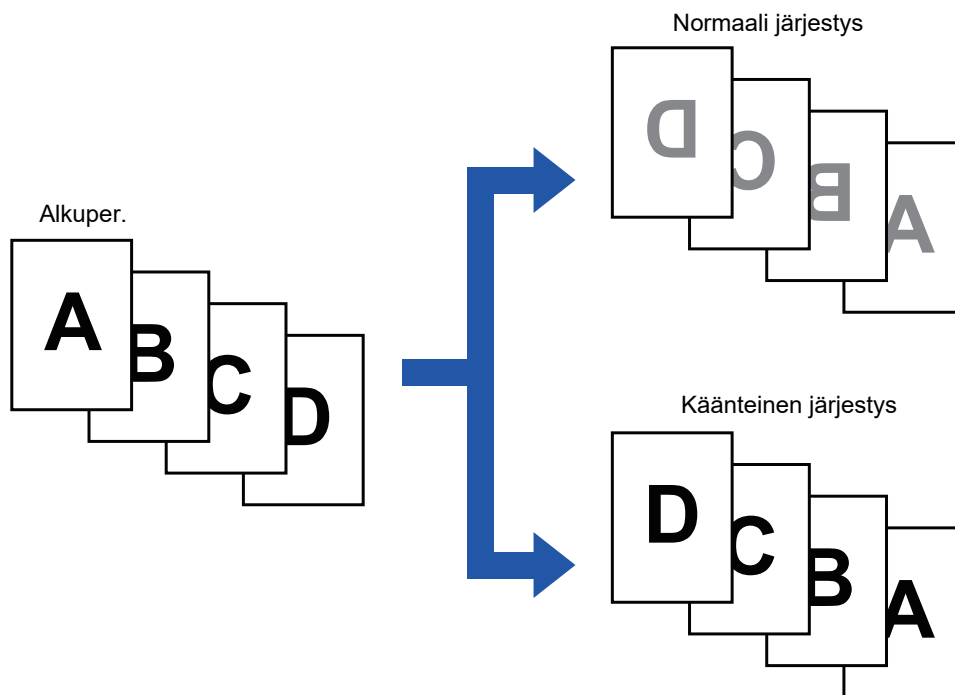 Normaali järjestys
D
C
B
A
Alkuper.
A
B
C
D
Käänteinen järjestys
D
C
B
A